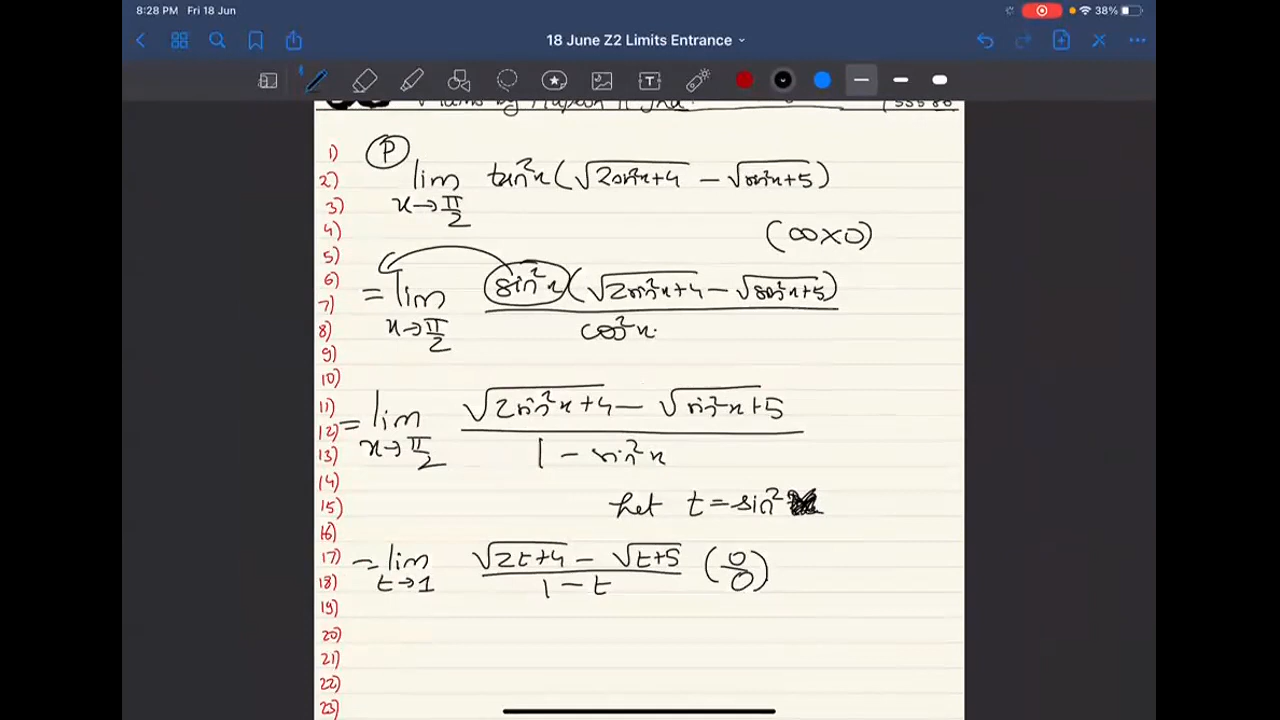 8:28 PM Fri 18 Jun
38%
18 June Z2 Limits Entrance
1)
P
2) lim x→π/2 tan²x(√2sin²x+4 − √sin²x+5)
3)
4) (∞×0)
5)
6)
7) = lim x→π/2 sin²x(√2sin²x+4 − √sin²x+5)
8) cos²x
9)
10)
11) √2sin²x+4 − √sin²x+5
12) = lim x→π/2
13) 1 − sin²x
14)
15) Let t = sin²
16)
17) = lim t→1 √2t+4 − √t+5 (0/0)
18) 1 − t
19)
20)
21)
22)
23)